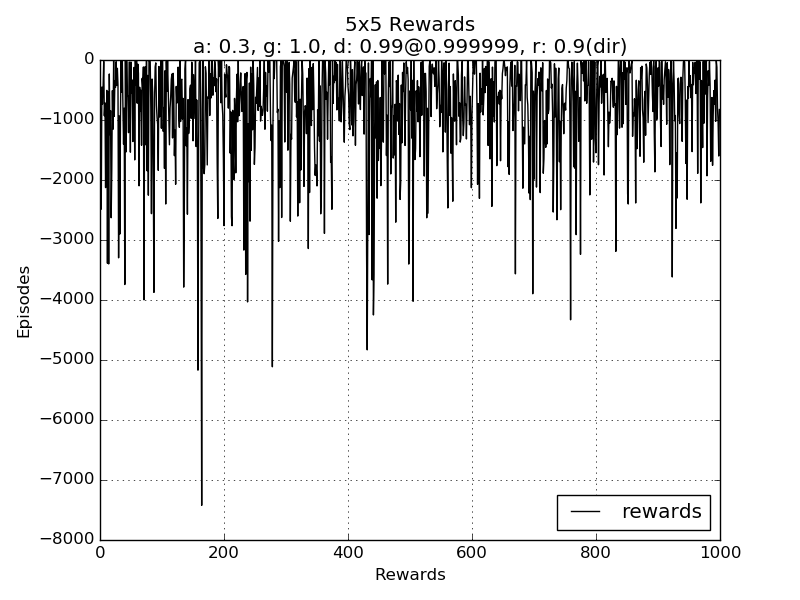 5x5 Rewards
a: 0.3, g: 1.0, d: 0.99@0.999999, r: 0.9(dir)
0
−1000
−2000
−3000
−4000
−5000
−6000
−7000
−8000
Episodes
rewards
0 200 400 600 800 1000
Rewards